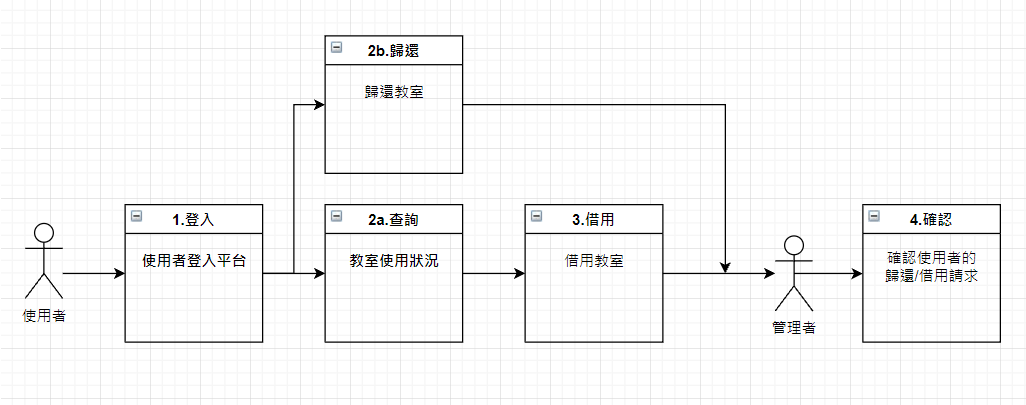 2b.歸還
歸還教室
1.登入
使用者登入平台
2a.查詢
教室使用狀況
3.借用
借用教室
4.確認
確認使用者的
歸還/借用請求
使用者
管理者